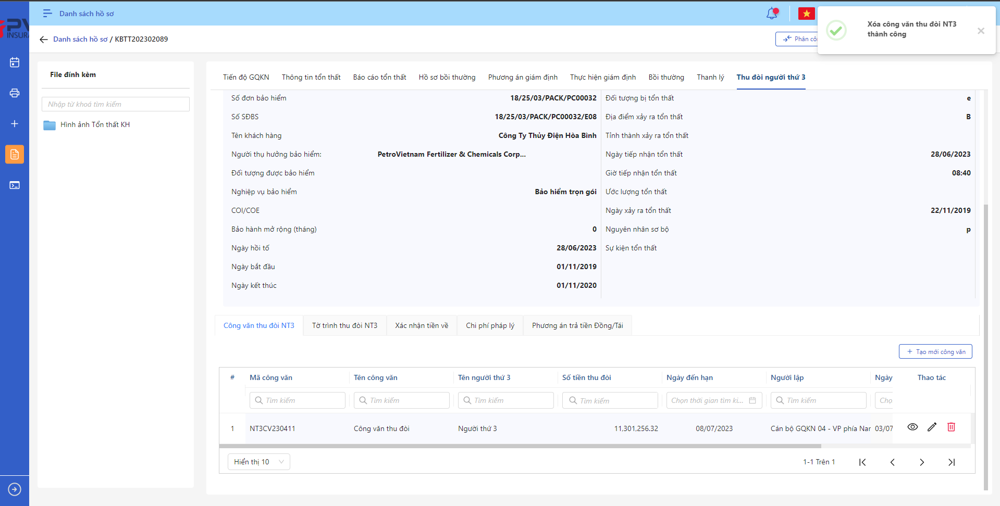 Danh sách hồ sơ
Xóa công văn thu đòi NT3
thành công
PV
INSURA
Danh sách hồ sơ / KBTT202302089
Phân cô
File đính kèm
Nhập từ khoá tìm kiếm
Hình ảnh Tổn thất KH
Tiến độ GQKN
Thông tin tổn thất
Báo cáo tổn thất
Hồ sơ bồi thường
Phương án giám định
Thực hiện giám định
Bồi thường
Thanh lý
Thu đòi người thứ 3
Số đơn bảo hiểm 18/25/03/PACK/PC00032
Số SĐBS 18/25/03/PACK/PC00032/E08
Tên khách hàng Công Ty Thủy Điện Hòa Bình
Người thụ hưởng bảo hiểm: PetroVietnam Fertilizer & Chemicals Corp...
Đối tượng được bảo hiểm
Nghiệp vụ bảo hiểm Bảo hiểm trọn gói
COI/COE
Bảo hành mở rộng (tháng) 0
Ngày hồi tố 28/06/2023
Ngày bắt đầu 01/11/2019
Ngày kết thúc 01/11/2020
Đối tượng bị tổn thất e
Địa điểm xảy ra tổn thất B
Tỉnh thành xảy ra tổn thất
Ngày tiếp nhận tổn thất 28/06/2023
Giờ tiếp nhận tổn thất 08:40
Ước lượng tổn thất
Ngày xảy ra tổn thất 22/11/2019
Nguyên nhân sơ bộ p
Sự kiện tổn thất
Công văn thu đòi NT3
Tờ trình thu đòi NT3
Xác nhận tiền về
Chi phí pháp lý
Phương án trả tiền Đồng/Tái
+ Tạo mới công văn
# Mã công văn Tên công văn Tên người thứ 3 Số tiền thu đòi Ngày đến hạn Người lập Ngày Thao tác
Tìm kiếm Tìm kiếm Tìm kiếm Tìm kiếm Chọn thời gian tìm ki... Tìm kiếm Chọ
1 NT3CV230411 Công văn thu đòi Người thứ 3 11,301,256.32 08/07/2023 Cán bộ GQKN 04 - VP phía Nar 03/07
Hiển thị 10
1-1 Trên 1